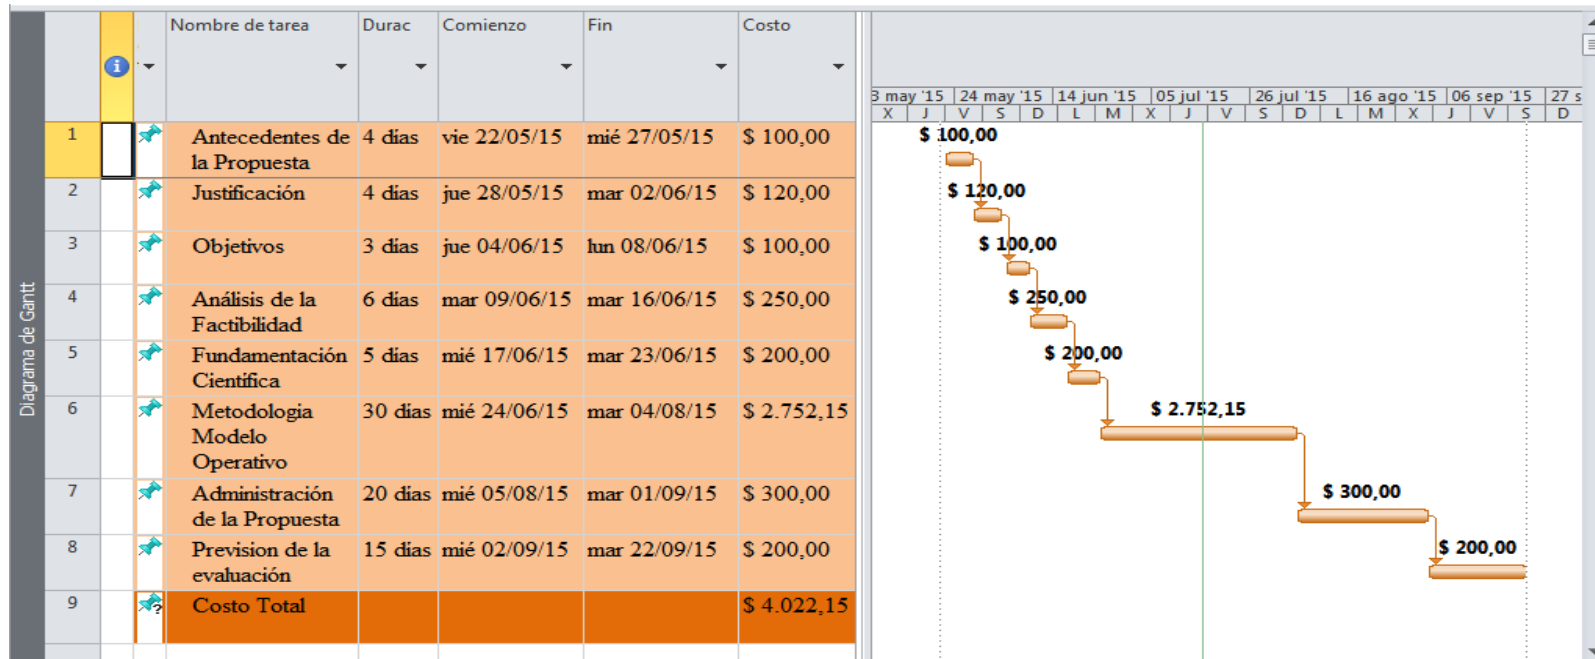 Diagrama de Gantt
Nombre de tarea Durac Comienzo Fin Costo
3 may '15 24 may '15 14 jun '15 05 jul '15 26 jul '15 16 ago '15 06 sep '15 27 s
X J V S D L M X J V S D L M X J V S D
1 Antecedentes de 4 días vie 22/05/15 mié 27/05/15 $ 100,00 $ 100,00
la Propuesta
2 Justificación 4 días jue 28/05/15 mar 02/06/15 $ 120,00 $ 120,00
3 Objetivos 3 días jue 04/06/15 lun 08/06/15 $ 100,00 $ 100,00
4 Análisis de la 6 días mar 09/06/15 mar 16/06/15 $ 250,00 $ 250,00
Factibilidad
5 Fundamentación 5 días mié 17/06/15 mar 23/06/15 $ 200,00 $ 200,00
Científica
6 Metodologia 30 días mié 24/06/15 mar 04/08/15 $ 2.752,15 $ 2.752,15
Modelo
Operativo
7 Administración 20 días mié 05/08/15 mar 01/09/15 $ 300,00 $ 300,00
de la Propuesta
8 Prevision de la 15 días mié 02/09/15 mar 22/09/15 $ 200,00 $ 200,00
evaluación
9 Costo Total $ 4.022,15